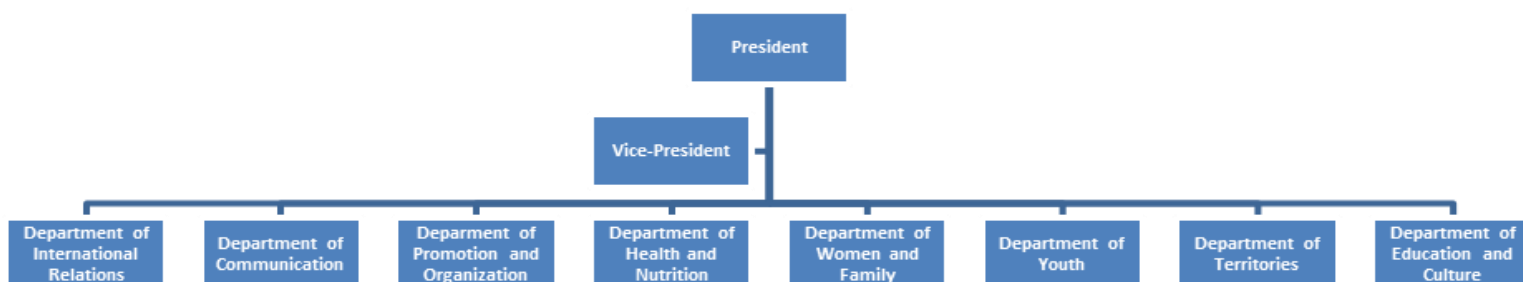 President
Vice-President
Department of
International
Relations
Department of
Communication
Deparment of
Promotion and
Organization
Department of
Health and
Nutrition
Department of
Women and
Family
Department of
Youth
Department of
Territories
Department of
Education and
Culture